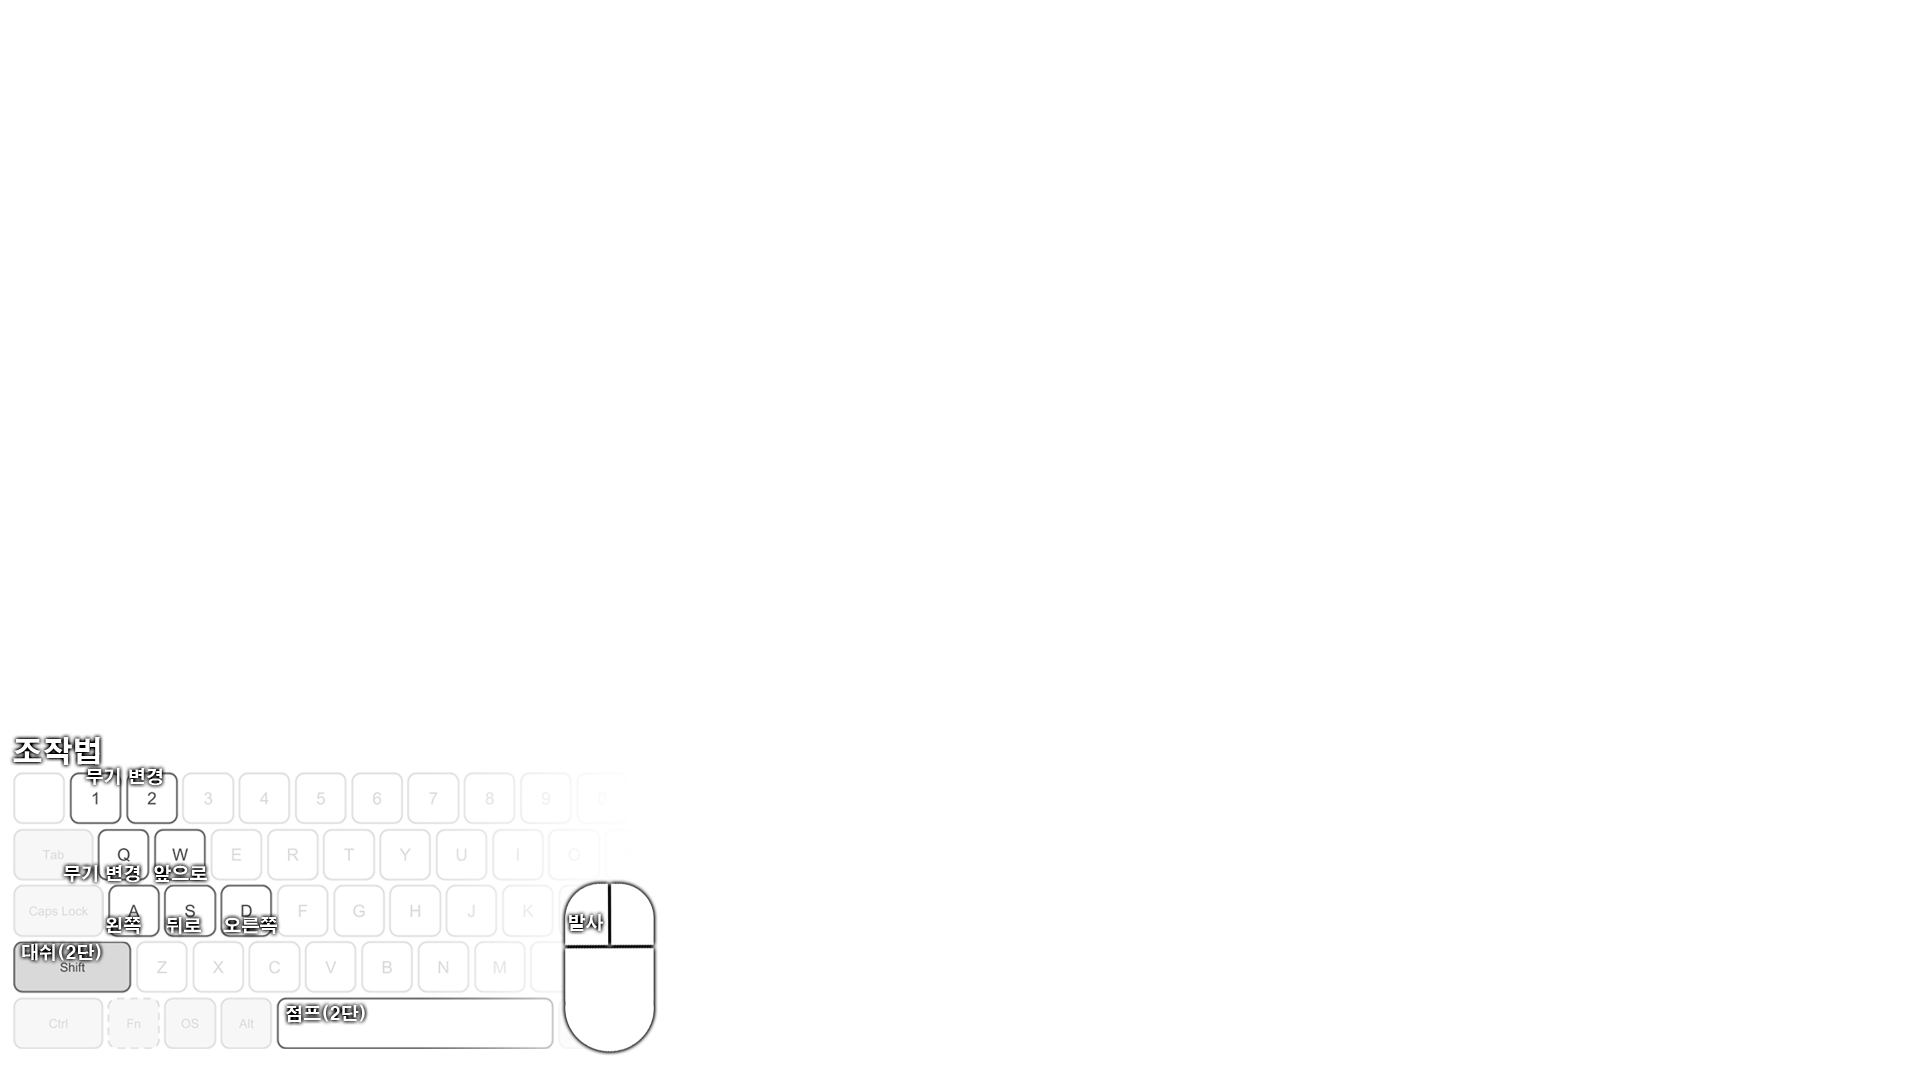 조작법
무기 변경
1 2 3 4 5 6 7 8 9 0
Tab Q W E R T Y U I O
무기 변경 앞으로
Caps Lock A S D F G H J K
왼쪽 뒤로 오른쪽 발사
대쉬(2단)
Shift Z X C V B N M
점프(2단)
Ctrl Fn OS Alt